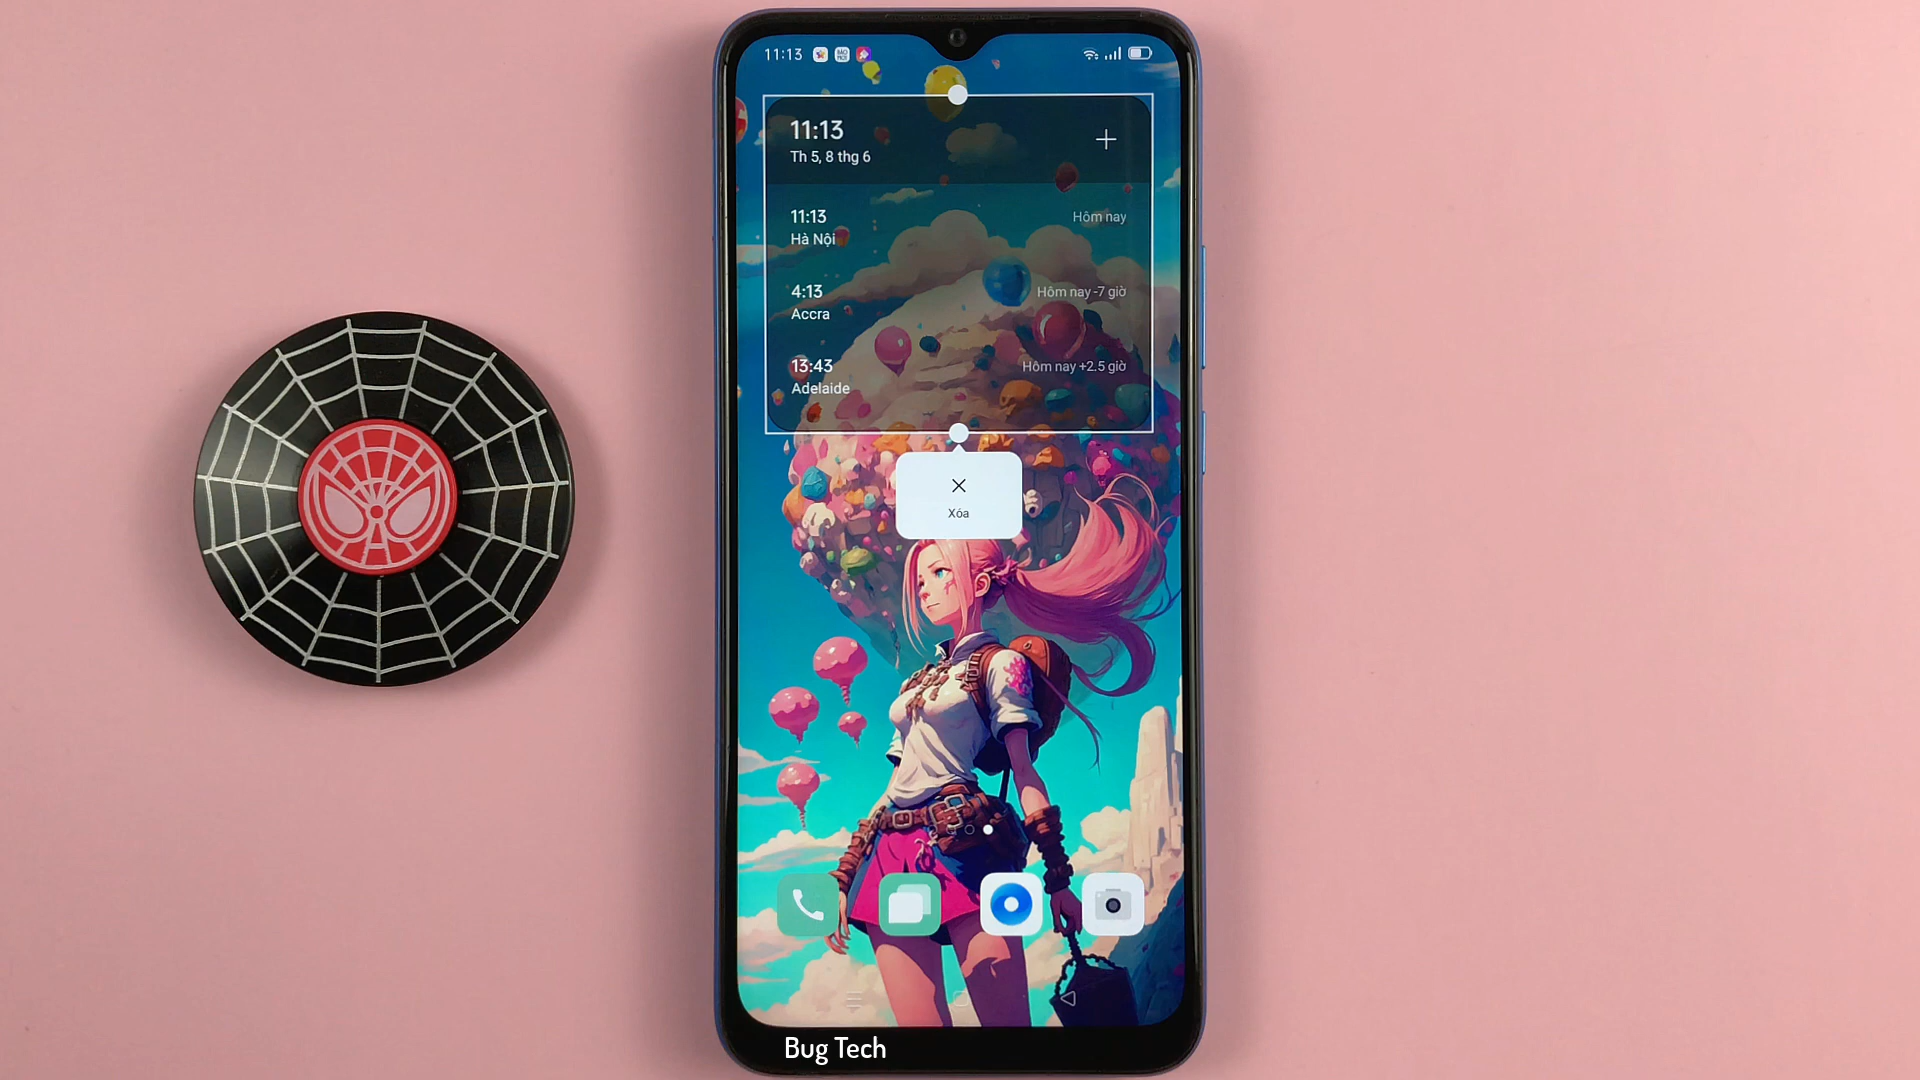 11:13
11:13
Th 5, 8 thg 6
11:13
Hôm nay
Hà Nội
4:13
Hôm nay -7 giờ
Accra
13:43
Hôm nay +2.5 giờ
Adelaide
Xóa
Bug Tech